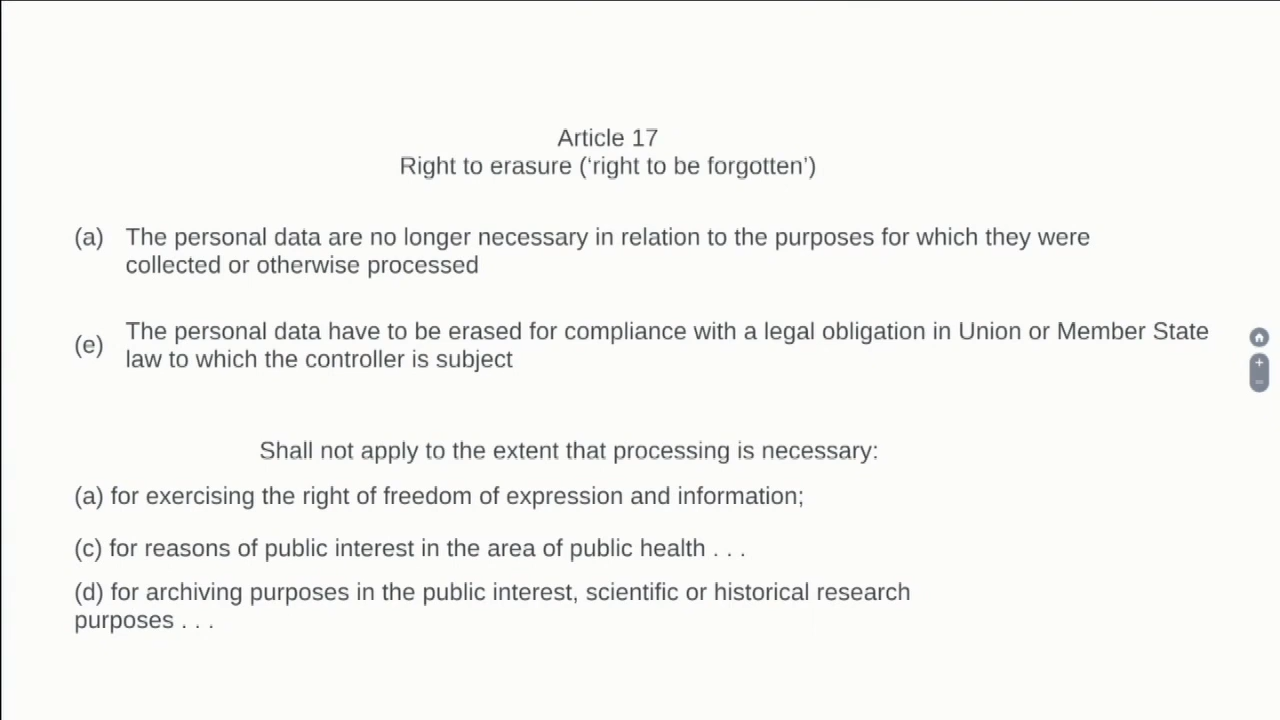 Article 17
Right to erasure (‘right to be forgotten’)
(a) The personal data are no longer necessary in relation to the purposes for which they were
collected or otherwise processed
(e) The personal data have to be erased for compliance with a legal obligation in Union or Member State
law to which the controller is subject
Shall not apply to the extent that processing is necessary:
(a) for exercising the right of freedom of expression and information;
(c) for reasons of public interest in the area of public health . . .
(d) for archiving purposes in the public interest, scientific or historical research
purposes . . .